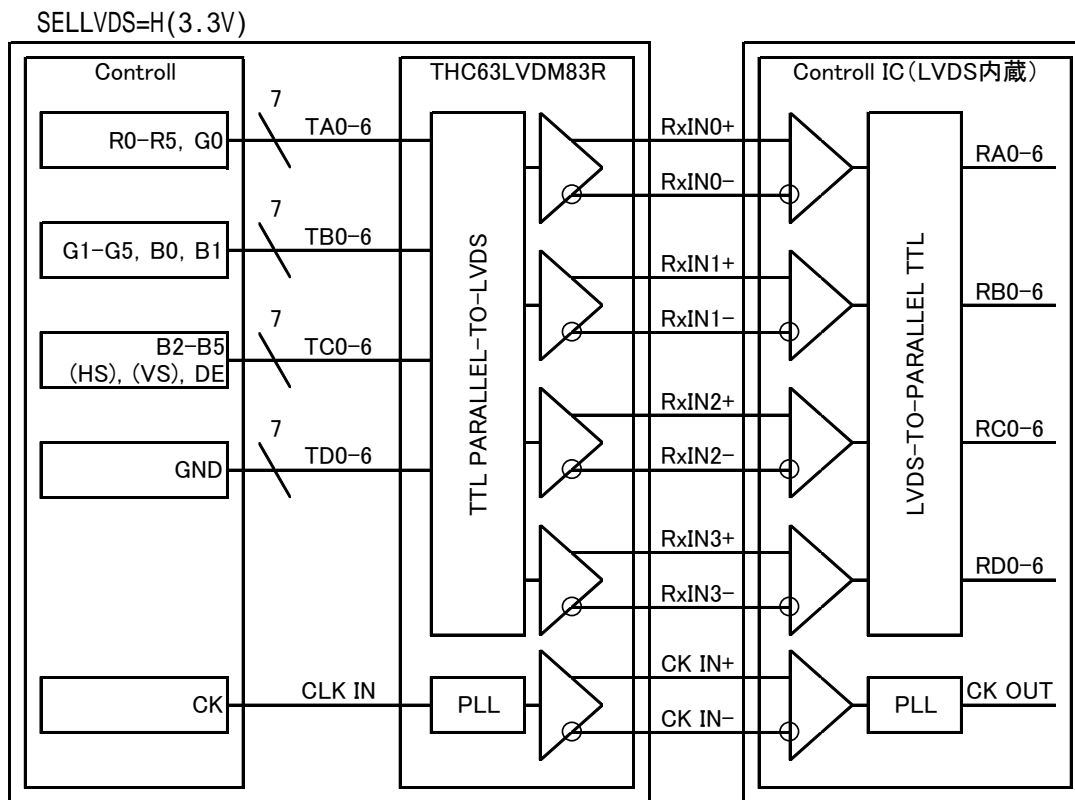 SELLVDS=H(3.3V)
Controll
THC63LVDM83R
Controll IC(LVDS内蔵)
R0-R5, G0
7
TA0-6
G1-G5, B0, B1
7
TB0-6
B2-B5
(HS), (VS), DE
7
TC0-6
GND
7
TD0-6
CK
CLK IN
TTL PARALLEL-TO-LVDS
PLL
RxIN0+
RxIN0-
RxIN1+
RxIN1-
RxIN2+
RxIN2-
RxIN3+
RxIN3-
CK IN+
CK IN-
LVDS-TO-PARALLEL TTL
PLL
RA0-6
RB0-6
RC0-6
RD0-6
CK OUT